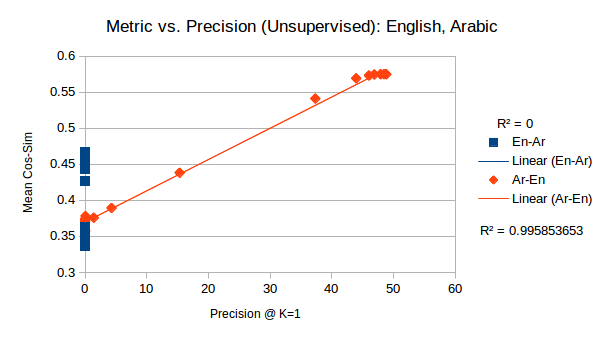 Metric vs. Precision (Unsupervised): English, Arabic
0.6
0.55
0.5
0.45
0.4
0.35
0.3
Mean Cos-Sim
0 10 20 30 40 50 60
Precision @ K=1
R² = 0
En-Ar
Linear (En-Ar)
Ar-En
Linear (Ar-En)
R² = 0.995853653